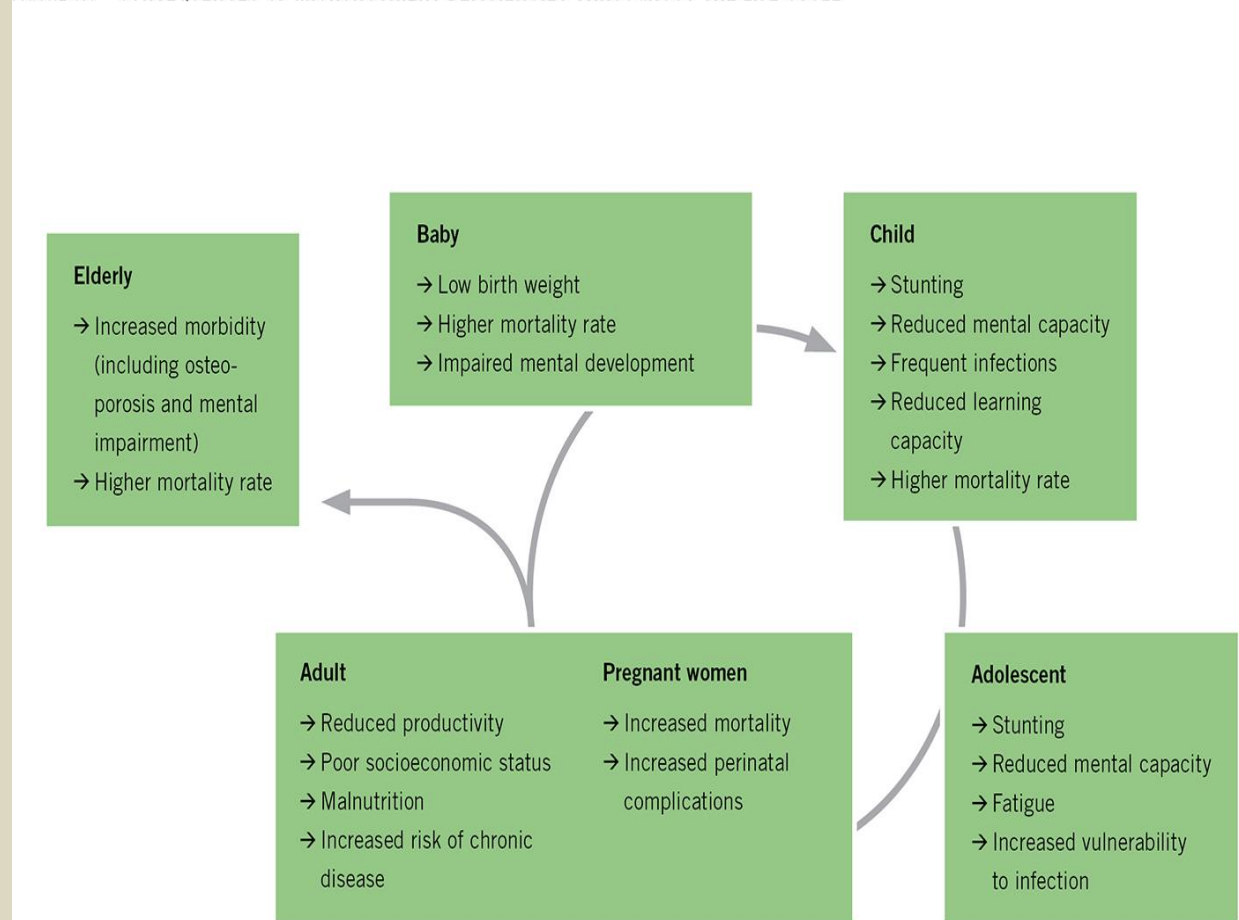 Elderly
→ Increased morbidity
(including osteo-
porosis and mental
impairment)
→ Higher mortality rate
Baby
→ Low birth weight
→ Higher mortality rate
→ Impaired mental development
Child
→ Stunting
→ Reduced mental capacity
→ Frequent infections
→ Reduced learning
capacity
→ Higher mortality rate
Adult
→ Reduced productivity
→ Poor socioeconomic status
→ Malnutrition
→ Increased risk of chronic
disease
Pregnant women
→ Increased mortality
→ Increased perinatal
complications
Adolescent
→ Stunting
→ Reduced mental capacity
→ Fatigue
→ Increased vulnerability
to infection